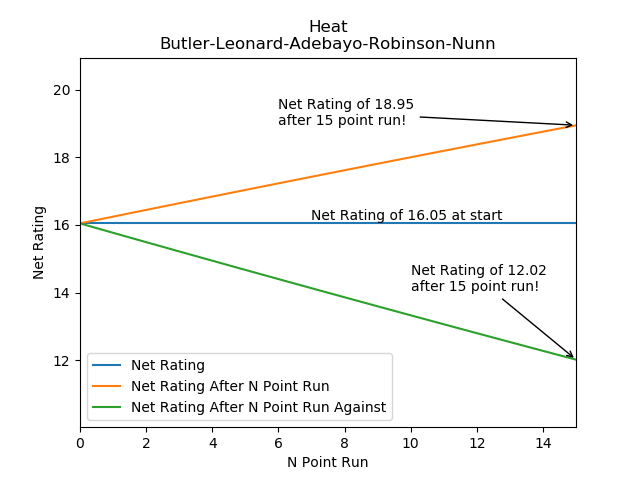 Heat
Butler-Leonard-Adebayo-Robinson-Nunn
Net Rating
20
18
16
14
12
Net Rating of 18.95
after 15 point run!
Net Rating of 16.05 at start
Net Rating of 12.02
after 15 point run!
Net Rating
Net Rating After N Point Run
Net Rating After N Point Run Against
0 2 4 6 8 10 12 14
N Point Run